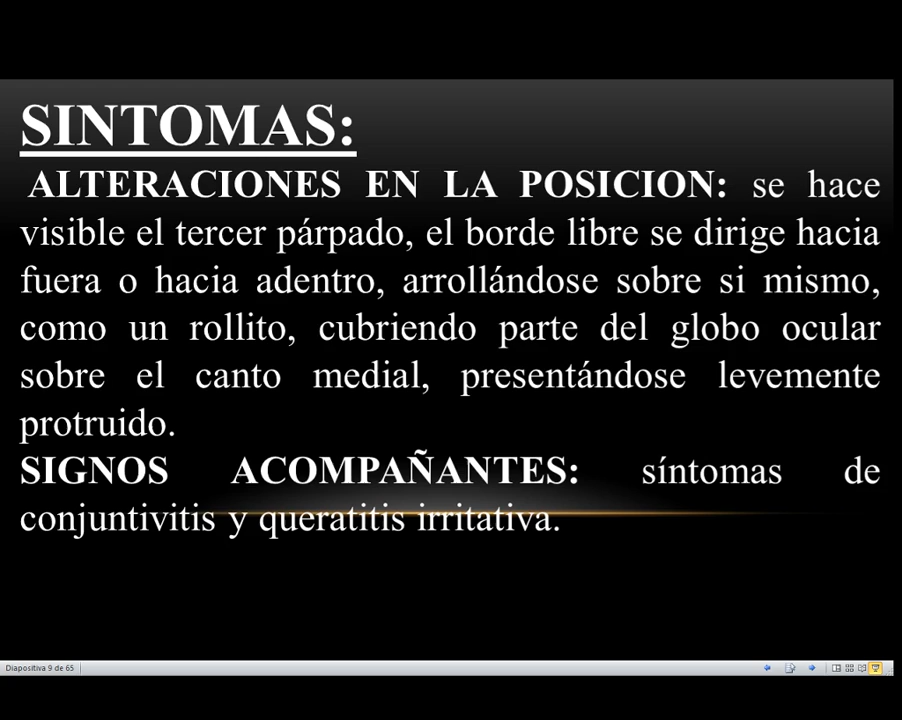 SINTOMAS:
ALTERACIONES EN LA POSICION: se hace
visible el tercer párpado, el borde libre se dirige hacia
fuera o hacia adentro, arrollándose sobre si mismo,
como un rollito, cubriendo parte del globo ocular
sobre el canto medial, presentándose levemente
protruido.
SIGNOS ACOMPAÑANTES: síntomas de
conjuntivitis y queratitis irritativa.
Diapositiva 9 de 65